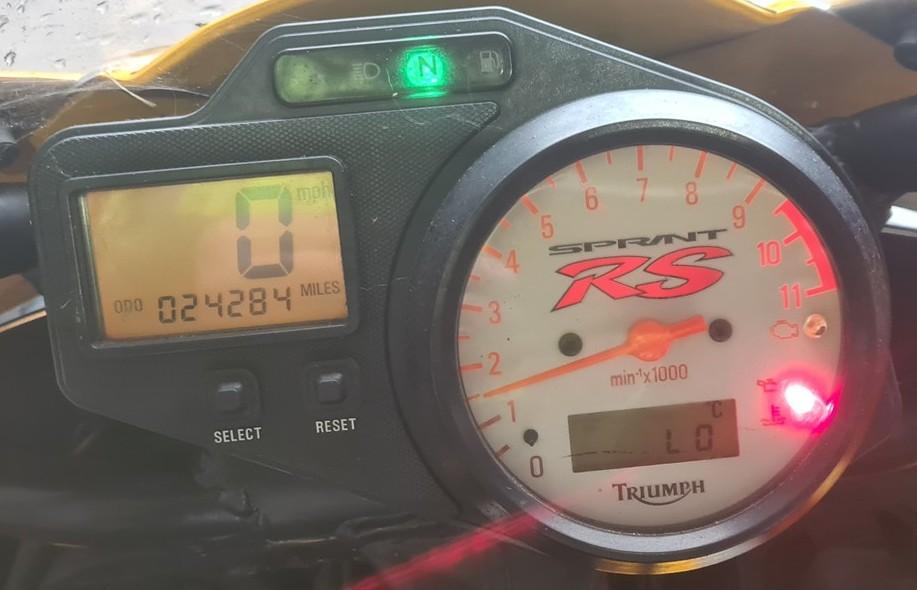 N
0 mph
ODO 024284 MILES
SELECT
RESET
0
1
2
3
4
5
6
7
8
9
10
11
SPRINT
RS
min⁻¹x1000
°C
LO
TRIUMPH